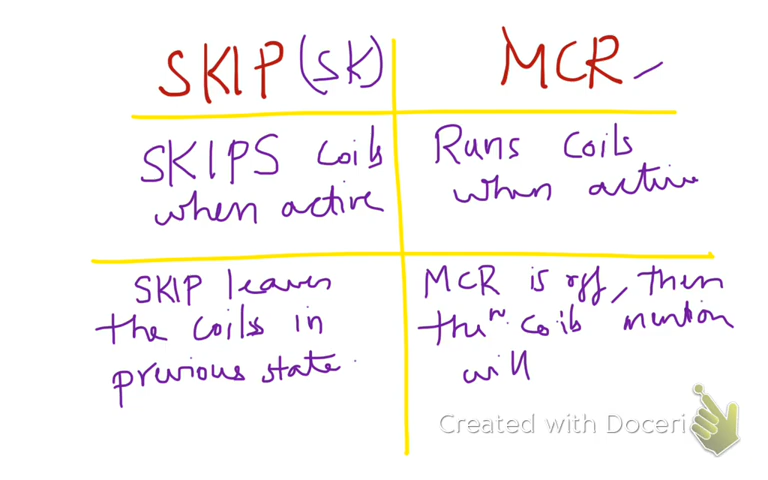 SKIP (SK)
MCR
SKIPS coils
when active
Runs coils
when active
SKIP leaves
the coils in
previous state.
MCR is off, then
the coils mention
will
Created with Doceri